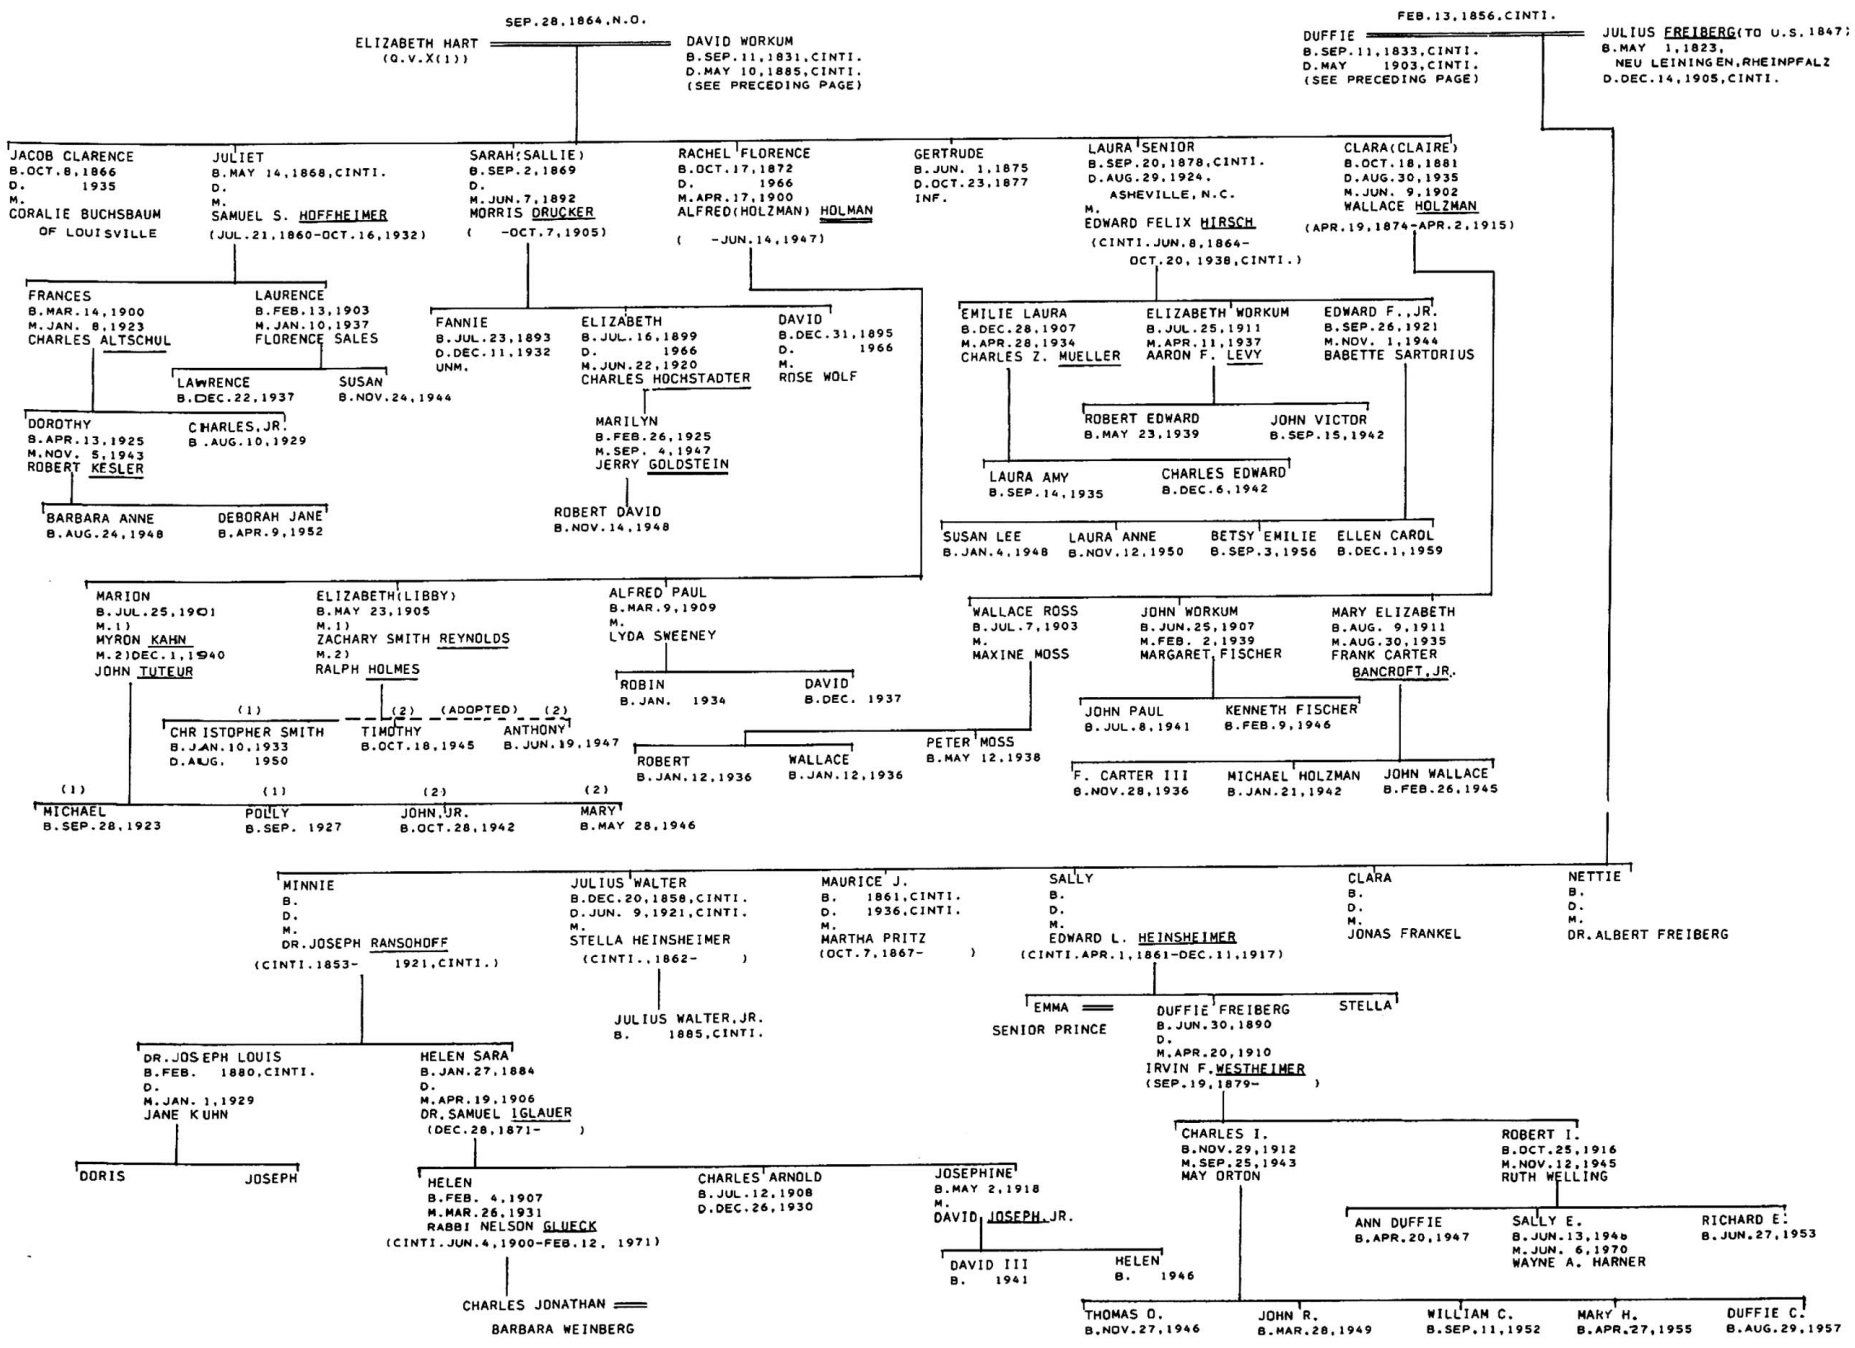 SEP.28,1864,N.O.
ELIZABETH HART
(Q.V.X(1))
DAVID WORKUM
B.SEP.11,1831,CINTI.
D.MAY 10,1885,CINTI.
(SEE PRECEDING PAGE)
FEB.13,1856,CINTI.
DUFFIE
B.SEP.11,1833,CINTI.
D.MAY 1903,CINTI.
(SEE PRECEDING PAGE)
JULIUS FREIBERG(TO U.S.1847)
B.MAY 1,1823,
NEU LEININGEN,RHEINPFALZ
D.DEC.14,1905,CINTI.
JACOB CLARENCE
B.OCT.8,1866
D. 1935
M.
CORALIE BUCHSBAUM
OF LOUISVILLE
JULIET
B.MAY 14,1868,CINTI.
D.
M.
SAMUEL S. HOFFHEIMER
(JUL.21,1860-OCT.16,1932)
SARAH(SALLIE)
B.SEP.2,1869
D.
M.JUN.7,1892
MORRIS DRUCKER
( -OCT.7,1905)
RACHEL FLORENCE
B.OCT.17,1872
D. 1966
M.APR.17,1900
ALFRED(HOLZMAN) HOLMAN
( -JUN.14,1947)
GERTRUDE
B.JUN. 1,1875
D.OCT.23,1877
INF.
LAURA SENIOR
B.SEP.20,1878,CINTI.
D.AUG.29,1924.
ASHEVILLE, N.C.
M.
EDWARD FELIX HIRSCH
(CINTI.JUN.8,1864-
OCT.20,1938,CINTI.)
CLARA(CLAIRE)
B.OCT.18,1881
D.AUG.30,1935
M.JUN. 9,1902
WALLACE HOLZMAN
(APR.19,1874-APR.2,1915)
FRANCES
B.MAR.14,1900
M.JAN. 8,1923
CHARLES ALTSCHUL
LAURENCE
B.FEB.13,1903
M.JAN.10,1937
FLORENCE SALES
FANNIE
B.JUL.23,1893
D.DEC.11,1932
UNM.
ELIZABETH
B.JUL.16,1899
D. 1966
M.JUN.22,1920
CHARLES HOCHSTADTER
DAVID
B.DEC.31,1895
D. 1966
M.
ROSE WOLF
EMILIE LAURA
B.DEC.28,1907
M.APR.28,1934
CHARLES Z. MUELLER
ELIZABETH WORKUM
B.JUL.25,1911
M.APR.11,1937
AARON F. LEVY
EDWARD F.,JR.
B.SEP.26,1921
M.NOV. 1,1944
BABETTE SARTORIUS
LAWRENCE
B.DEC.22,1937
SUSAN
B.NOV.24,1944
DOROTHY
B.APR.13,1925
M.NOV. 5,1943
ROBERT KESLER
CHARLES,JR.
B.AUG.10,1929
MARILYN
B.FEB.26,1925
M.SEP. 4,1947
JERRY GOLDSTEIN
ROBERT EDWARD
B.MAY 23,1939
JOHN VICTOR
B.SEP.15,1942
LAURA AMY
B.SEP.14,1935
CHARLES EDWARD
B.DEC.6,1942
BARBARA ANNE
B.AUG.24,1948
DEBORAH JANE
B.APR.9,1952
ROBERT DAVID
B.NOV.14,1948
SUSAN LEE
B.JAN.4,1948
LAURA ANNE
B.NOV.12,1950
BETSY EMILIE
B.SEP.3,1956
ELLEN CAROL
B.DEC.1,1959
MARION
B.JUL.25,1901
M.1)
MYRON KAHN
M.2)DEC.1,1940
JOHN TUTEUR
ELIZABETH(LIBBY)
B.MAY 23,1905
M.1)
ZACHARY SMITH REYNOLDS
M.2)
RALPH HOLMES
ALFRED PAUL
B.MAR.9,1909
M.
LYDA SWEENEY
WALLACE ROSS
B.JUL.7,1903
M.
MAXINE MOSS
JOHN WORKUM
B.JUN.25,1907
M.FEB. 2,1939
MARGARET FISCHER
MARY ELIZABETH
B.AUG. 9,1911
M.AUG.30,1935
FRANK CARTER
BANCROFT,JR.
ROBIN
B.JAN. 1934
DAVID
B.DEC. 1937
(1) (2) (ADOPTED) (2)
CHRISTOPHER SMITH
B.JAN.10,1933
D.AUG. 1950
TIMOTHY
B.OCT.18,1945
ANTHONY
B.JUN.19,1947
JOHN PAUL
B.JUL.8,1941
KENNETH FISCHER
B.FEB.9,1946
ROBERT
B.JAN.12,1936
WALLACE
B.JAN.12,1936
PETER MOSS
B.MAY 12,1938
F. CARTER III
B.NOV.28,1936
MICHAEL HOLZMAN
B.JAN.21,1942
JOHN WALLACE
B.FEB.26,1945
(1) (1) (2) (2)
MICHAEL
B.SEP.28,1923
POLLY
B.SEP. 1927
JOHN,JR.
B.OCT.28,1942
MARY
B.MAY 28,1946
MINNIE
B.
D.
M.
DR.JOSEPH RANSOHOFF
(CINTI.1853- 1921,CINTI.)
JULIUS WALTER
B.DEC.20,1858,CINTI.
D.JUN. 9,1921,CINTI.
M.
STELLA HEINSHEIMER
(CINTI.,1862- )
MAURICE J.
B. 1861,CINTI.
D. 1936,CINTI.
M.
MARTHA PRITZ
(OCT.7,1867- )
SALLY
B.
D.
M.
EDWARD L. HEINSHEIMER
(CINTI.APR.1,1861-DEC.11,1917)
CLARA
B.
D.
M.
JONAS FRANKEL
NETTIE
B.
D.
M.
DR.ALBERT FREIBERG
JULIUS WALTER,JR.
B. 1885,CINTI.
EMMA
SENIOR PRINCE
DUFFIE FREIBERG
B.JUN.30,1890
D.
M.APR.20,1910
IRVIN F.WESTHEIMER
(SEP.19,1879- )
STELLA
DR.JOSEPH LOUIS
B.FEB. 1880,CINTI.
D.
M.JAN. 1,1929
JANE KUHN
HELEN SARA
B.JAN.27,1884
D.
M.APR.19,1906
DR.SAMUEL IGLAUER
(DEC.28,1871- )
CHARLES I.
B.NOV.29,1912
M.SEP.25,1943
MAY ORTON
ROBERT I.
B.OCT.25,1916
M.NOV.12,1945
RUTH WELLING
DORIS
JOSEPH
HELEN
B.FEB. 4,1907
M.MAR.26,1931
RABBI NELSON GLUECK
(CINTI.JUN.4,1900-FEB.12, 1971)
CHARLES ARNOLD
B.JUL.12,1908
D.DEC.26,1930
JOSEPHINE
B.MAY 2,1918
M.
DAVID JOSEPH,JR.
ANN DUFFIE
B.APR.20,1947
SALLY E.
B.JUN.13,1948
M.JUN. 6,1970
WAYNE A. HARNER
RICHARD E.
B.JUN.27,1953
DAVID III
B. 1941
HELEN
B. 1946
CHARLES JONATHAN
BARBARA WEINBERG
THOMAS O.
B.NOV.27,1946
JOHN R.
B.MAR.28,1949
WILLIAM C.
B.SEP.11,1952
MARY H.
B.APR.27,1955
DUFFIE C.
B.AUG.29,1957